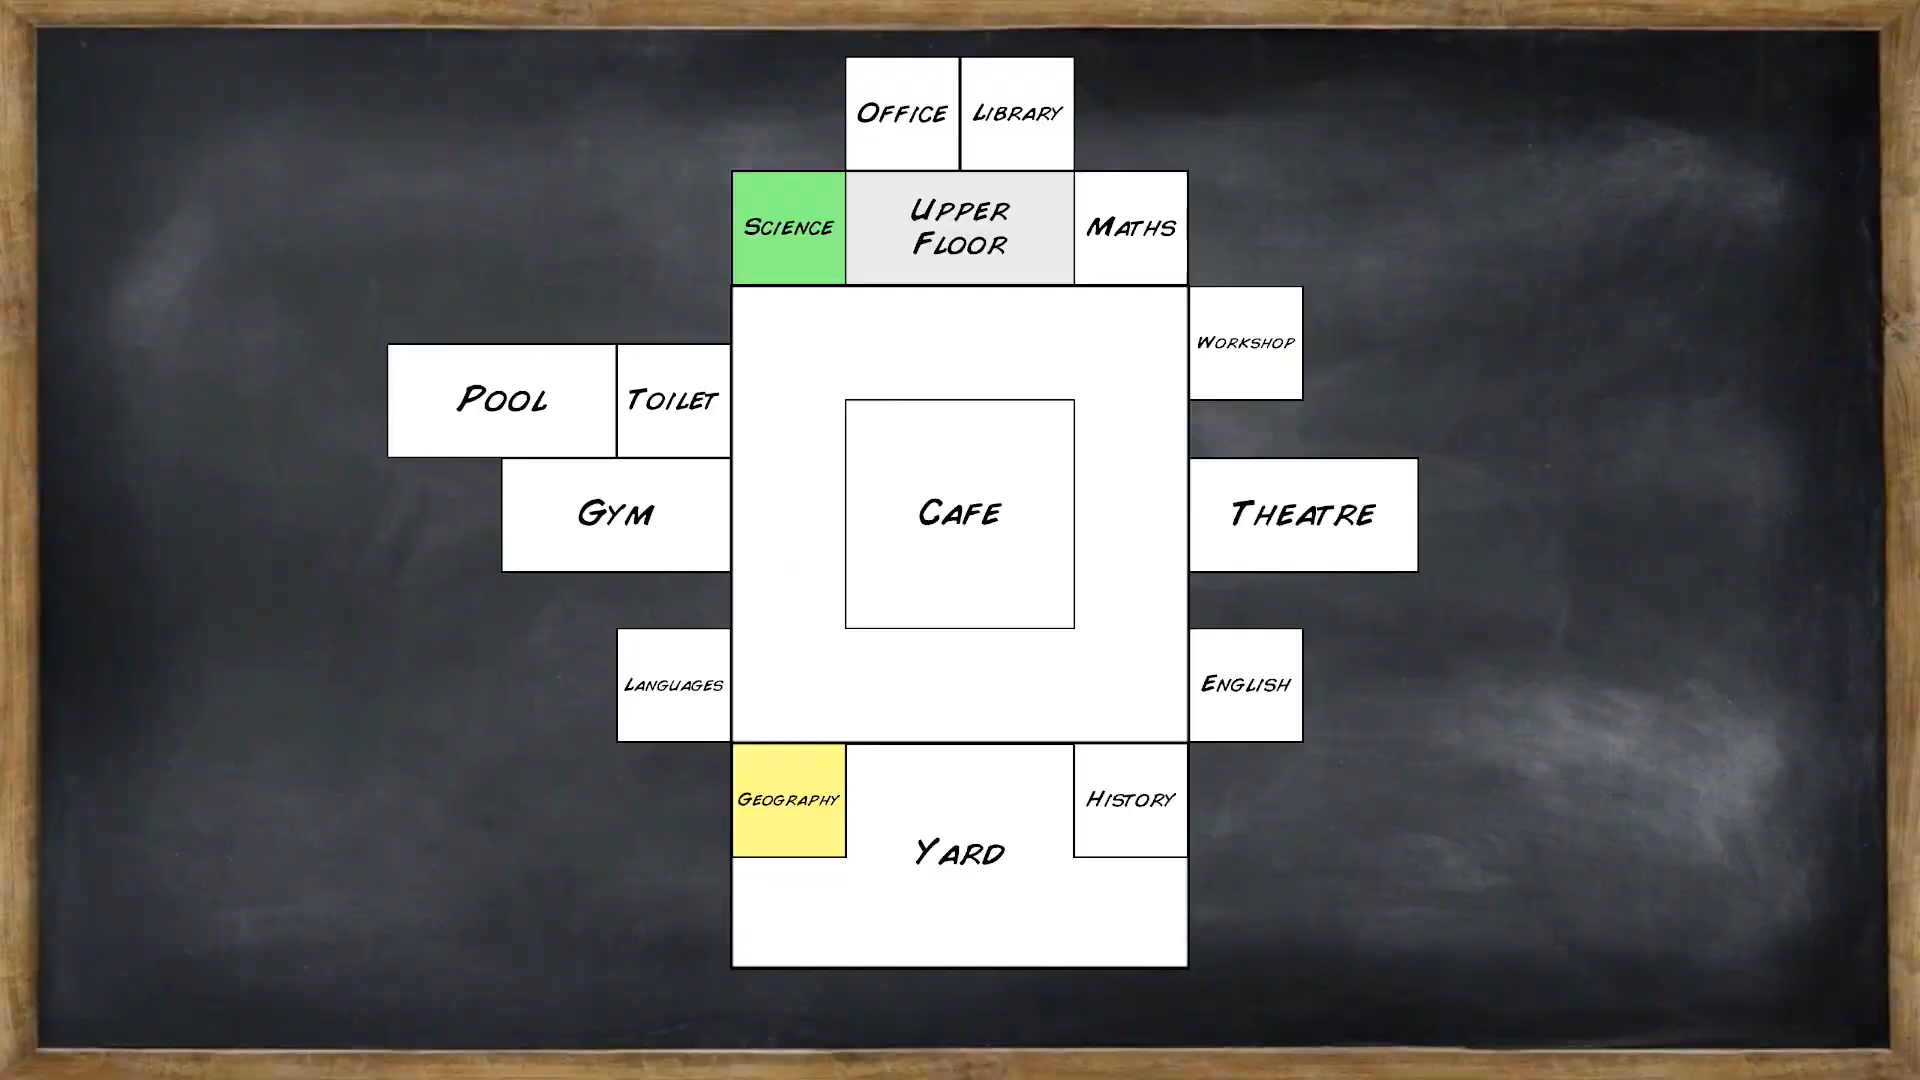 OFFICE
LIBRARY
SCIENCE
UPPER
FLOOR
MATHS
WORKSHOP
POOL
TOILET
GYM
CAFE
THEATRE
LANGUAGES
ENGLISH
GEOGRAPHY
HISTORY
YARD